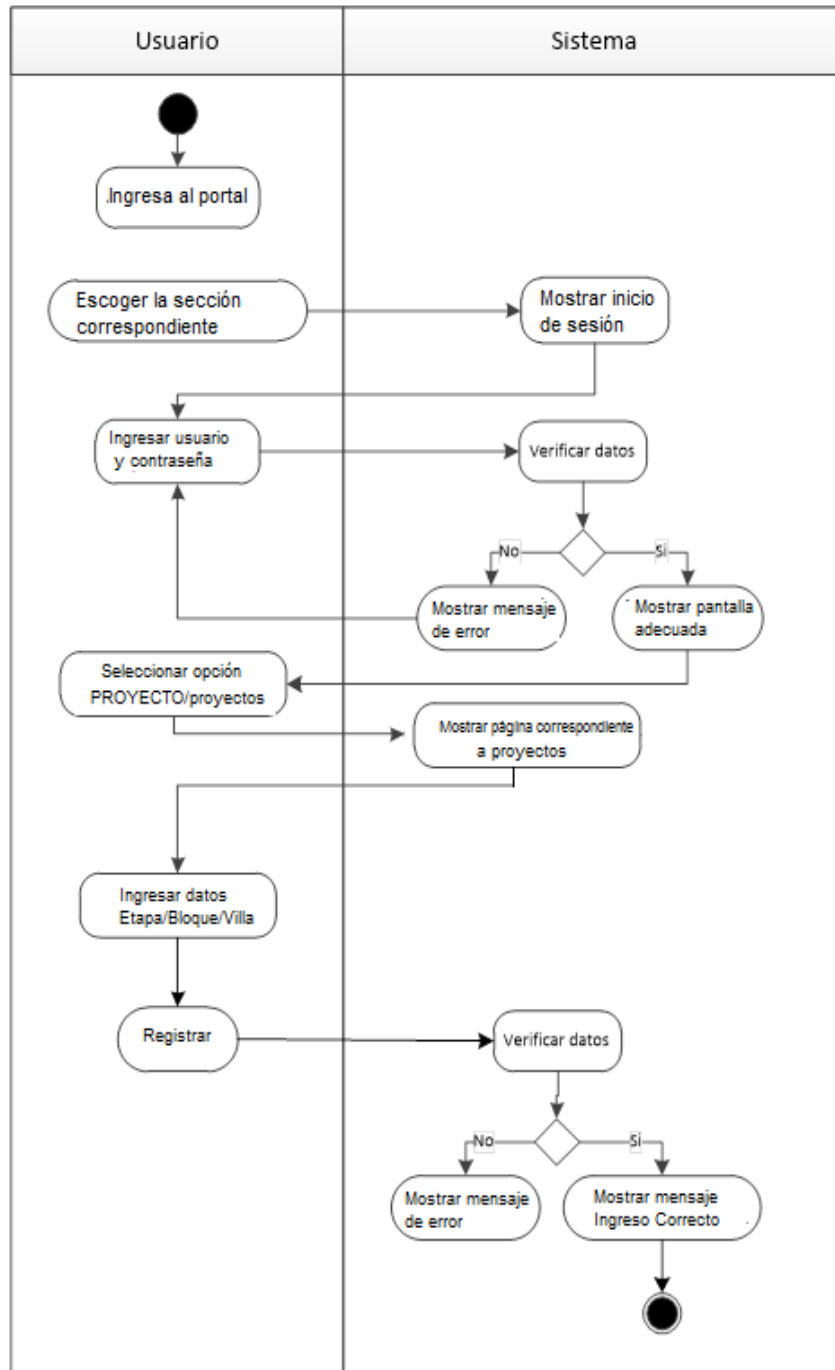 Usuario
Sistema
.Ingresa al portal
Escoger la sección
correspondiente
Mostrar inicio
de sesión
Ingresar usuario
y contraseña
Verificar datos
No
Si
Mostrar mensaje
de error
Mostrar pantalla
adecuada
Seleccionar opción
PROYECTO/proyectos
Mostrar página correspondiente
a proyectos
Ingresar datos
Etapa/Bloque/Villa
Registrar
Verificar datos
No
Si
Mostrar mensaje
de error
Mostrar mensaje
Ingreso Correcto